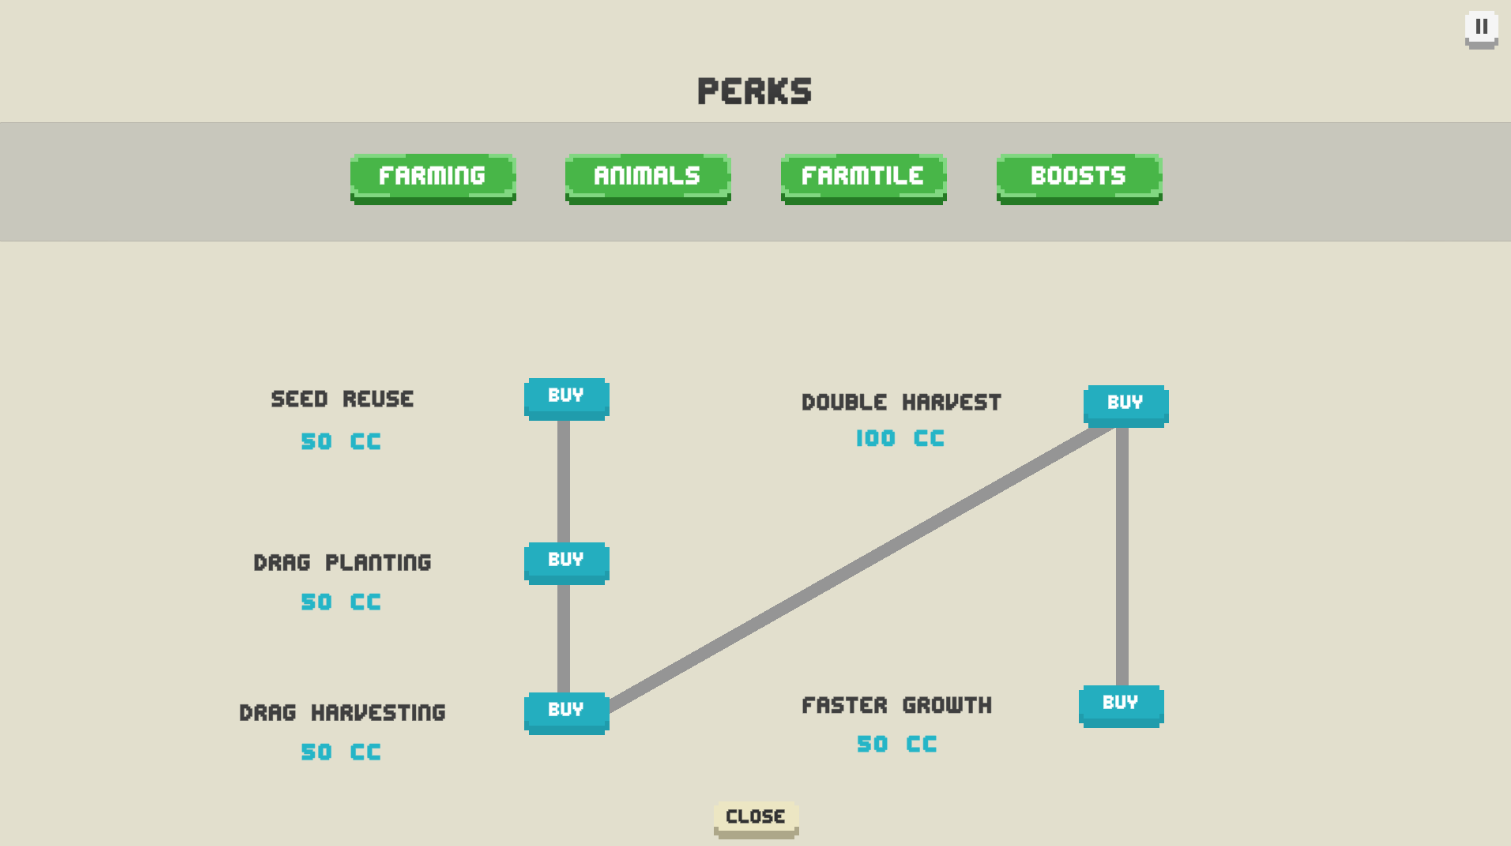 PERKS
FARMING
ANIMALS
FARMTILE
BOOSTS
SEED REUSE
50 CC
BUY
DOUBLE HARVEST
100 CC
BUY
DRAG PLANTING
50 CC
BUY
DRAG HARVESTING
50 CC
BUY
FASTER GROWTH
50 CC
BUY
CLOSE